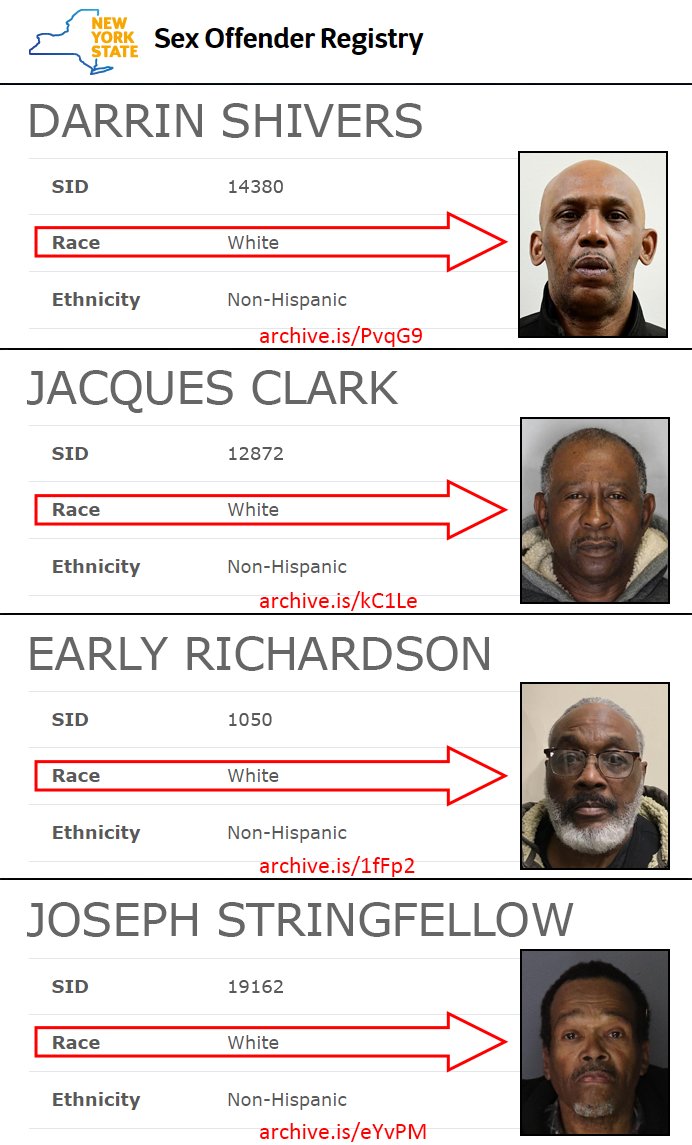 NEW
YORK
STATE
Sex Offender Registry
DARRIN SHIVERS
SID 14380
Race White
Ethnicity Non-Hispanic
archive.is/PvqG9
JACQUES CLARK
SID 12872
Race White
Ethnicity Non-Hispanic
archive.is/kC1Le
EARLY RICHARDSON
SID 1050
Race White
Ethnicity Non-Hispanic
archive.is/1fFp2
JOSEPH STRINGFELLOW
SID 19162
Race White
Ethnicity Non-Hispanic
archive.is/eYvPM